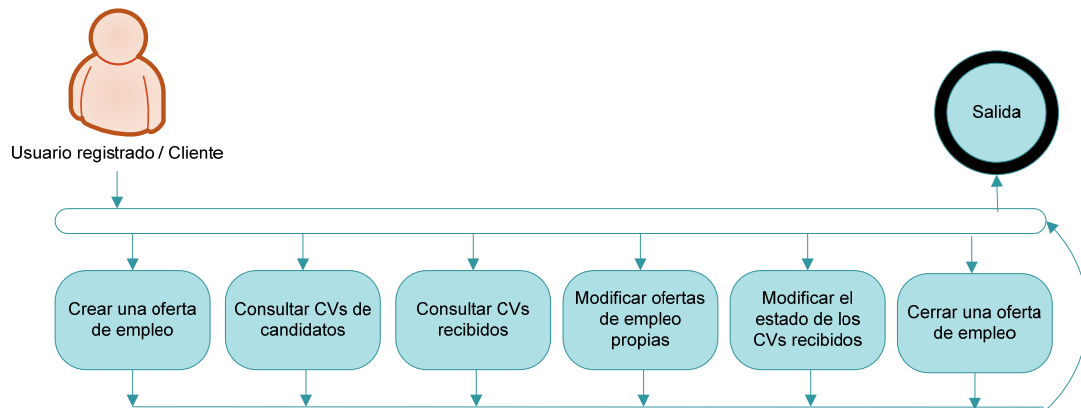 Usuario registrado / Cliente
Salida
Crear una oferta
de empleo
Consultar CVs de
candidatos
Consultar CVs
recibidos
Modificar ofertas
de empleo
propias
Modificar el
estado de los
CVs recibidos
Cerrar una oferta
de empleo